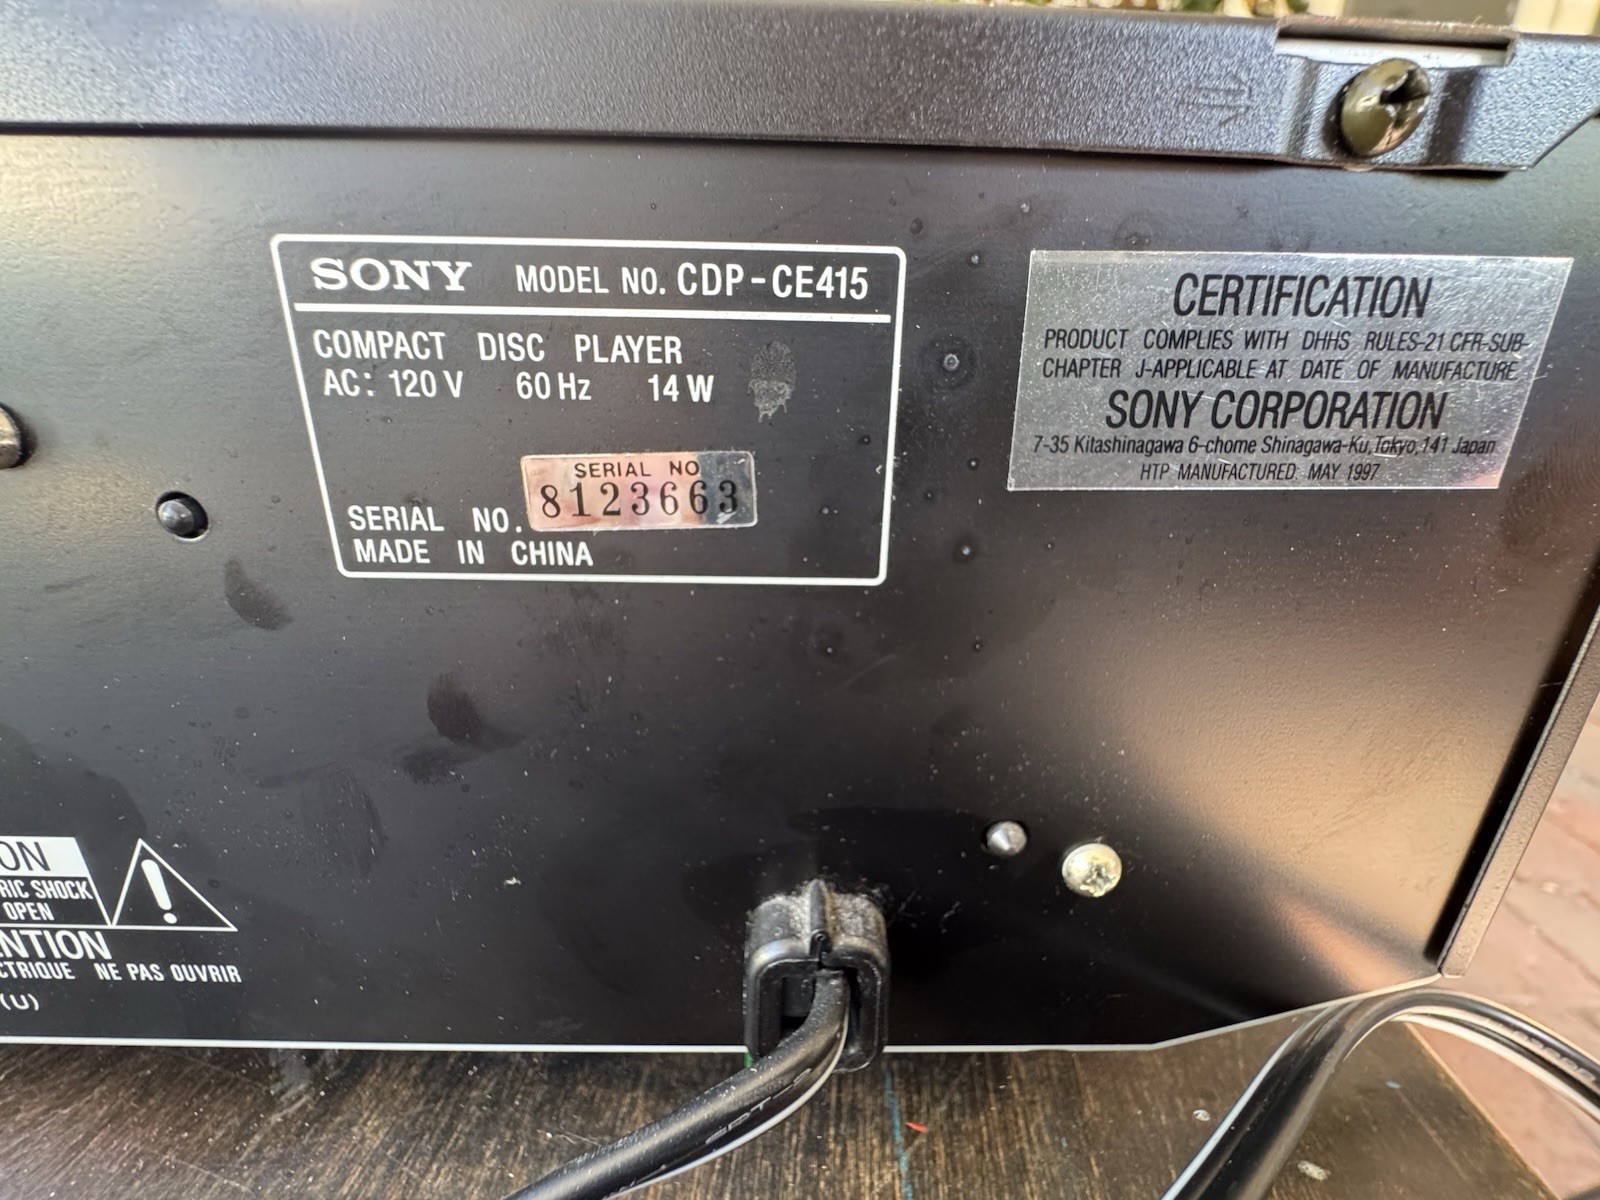 SONY MODEL NO. CDP-CE415
COMPACT DISC PLAYER
AC: 120 V 60 Hz 14 W
SERIAL NO.
8123663
SERIAL NO.
MADE IN CHINA
CERTIFICATION
PRODUCT COMPLIES WITH DHHS RULES-21 CFR-SUB-
CHAPTER J-APPLICABLE AT DATE OF MANUFACTURE
SONY CORPORATION
7-35 Kitashinagawa 6-chome Shinagawa-Ku, Tokyo, 141 Japan
HTP MANUFACTURED: MAY 1997
ON
RIC SHOCK
OPEN
NTION
CTRIQUE NE PAS OUVRIR
(U)